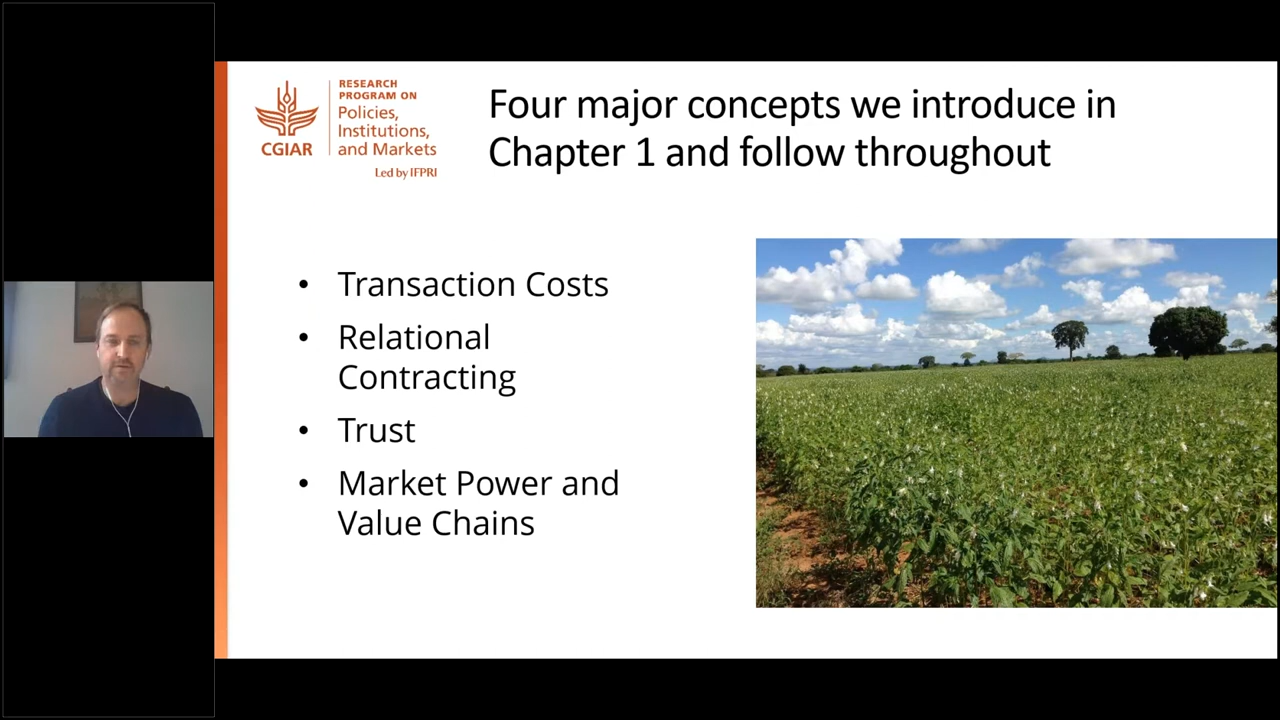 RESEARCH
PROGRAM ON
Policies,
Institutions,
and Markets
CGIAR
Led by IFPRI
Four major concepts we introduce in
Chapter 1 and follow throughout
• Transaction Costs
• Relational
Contracting
• Trust
• Market Power and
Value Chains